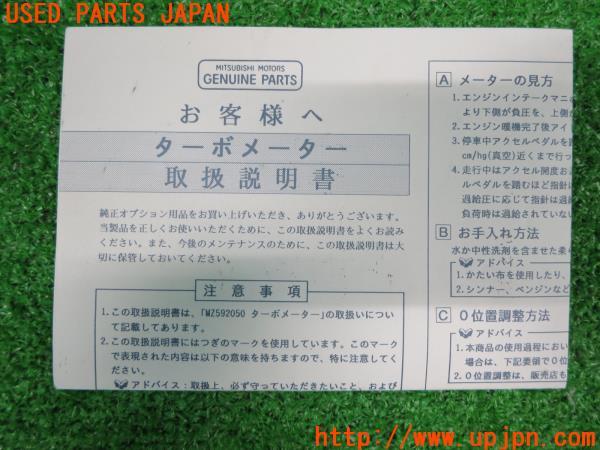 USED PARTS JAPAN
MITSUBISHI MOTORS
GENUINE PARTS
お客様へ
ターボメーター
取扱説明書
純正オプション用品をお買い上げいただき、ありがとうございます。
当製品を正しくお使いいただくために、この取扱説明書をよくお読み
ください。また、今後のメンテナンスのために、この取扱説明書は大
切に保管しておいてください。
注意事項
1.この取扱説明書は、「MZ592050 ターボメーター」の取扱いについ
て記載してあります。
2.この取扱説明書にはつぎのマークを使用しています。このマーク
で表現された内容は以下の意味を持ちますので、特に注意してく
ださい。
アドバイス:取扱上、必ず守っていただきたいこと、および
A メーターの見方
1.エンジンインテークマニ
より下側が負圧を、上側
2.エンジン暖機完了後アイ
3.停車中アクセルペダルを
cm/hg(真空)近くまで行っ
4.走行中はアクセル開度お
ルペダルを踏むほど指針は
過給圧に応じて指針は過
負荷時は過給されていない
B お手入れ方法
水か中性洗剤を含ませた柔
アドバイス
1.かたい布を使用したり、
2.シンナー、ベンジンなど
C 0位置調整方法
アドバイス
1.本商品の使用過程におい
場合は、下記要領で0位
2.0位置調整は、販売店も
http://www.upjpn.com/